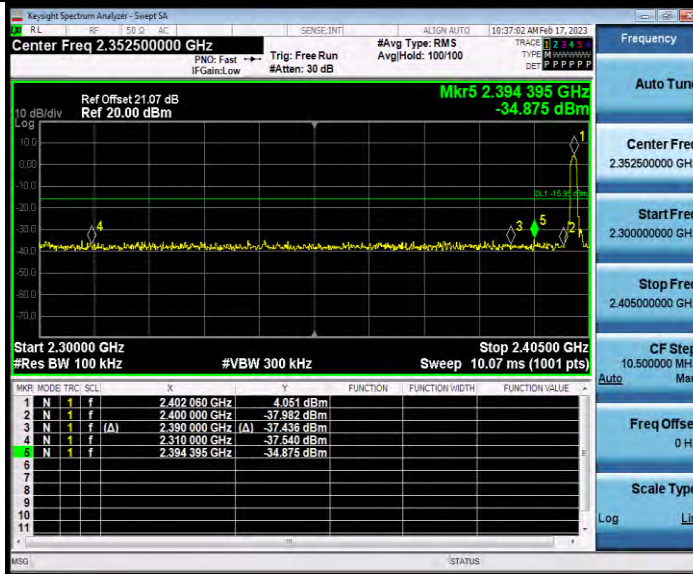 Keysight Spectrum Analyzer - Swept SA
RL RF 50 Ω AC SENSE:INT ALIGN AUTO 10:37:02 AM Feb 17, 2023
Center Freq 2.352500000 GHz #Avg Type: RMS TRACE 1 2 3 4 5 6
PNO: Fast Trig: Free Run Avg|Hold: 100/100 TYPE M WWWWW
IFGain:Low #Atten: 30 dB DET P P P P P P
Mkr5 2.394 395 GHz
-34.875 dBm
Ref Offset 21.07 dB
10 dB/div Ref 20.00 dBm
Log
10.0
0.00
-10.0
-20.0
-30.0
-40.0
-50.0
-60.0
-70.0
1
DL1 -15.95 dBm
4
3
5
2
Start 2.30000 GHz Stop 2.40500 GHz
#Res BW 100 kHz #VBW 300 kHz Sweep 10.07 ms (1001 pts)
MKR MODE TRC SCL X Y FUNCTION FUNCTION WIDTH FUNCTION VALUE
1 N 1 f 2.402 060 GHz 4.051 dBm
2 N 1 f 2.400 000 GHz -37.982 dBm
3 N 1 f (Δ) 2.390 000 GHz (Δ) -37.436 dBm
4 N 1 f 2.310 000 GHz -37.540 dBm
5 N 1 f 2.394 395 GHz -34.875 dBm
6
7
8
9
10
11
MSG STATUS
Frequency
Auto Tune
Center Freq
2.352500000 GHz
Start Freq
2.300000000 GHz
Stop Freq
2.405000000 GHz
CF Step
10.500000 MHz
Auto Man
Freq Offset
0 Hz
Scale Type
Log Lin